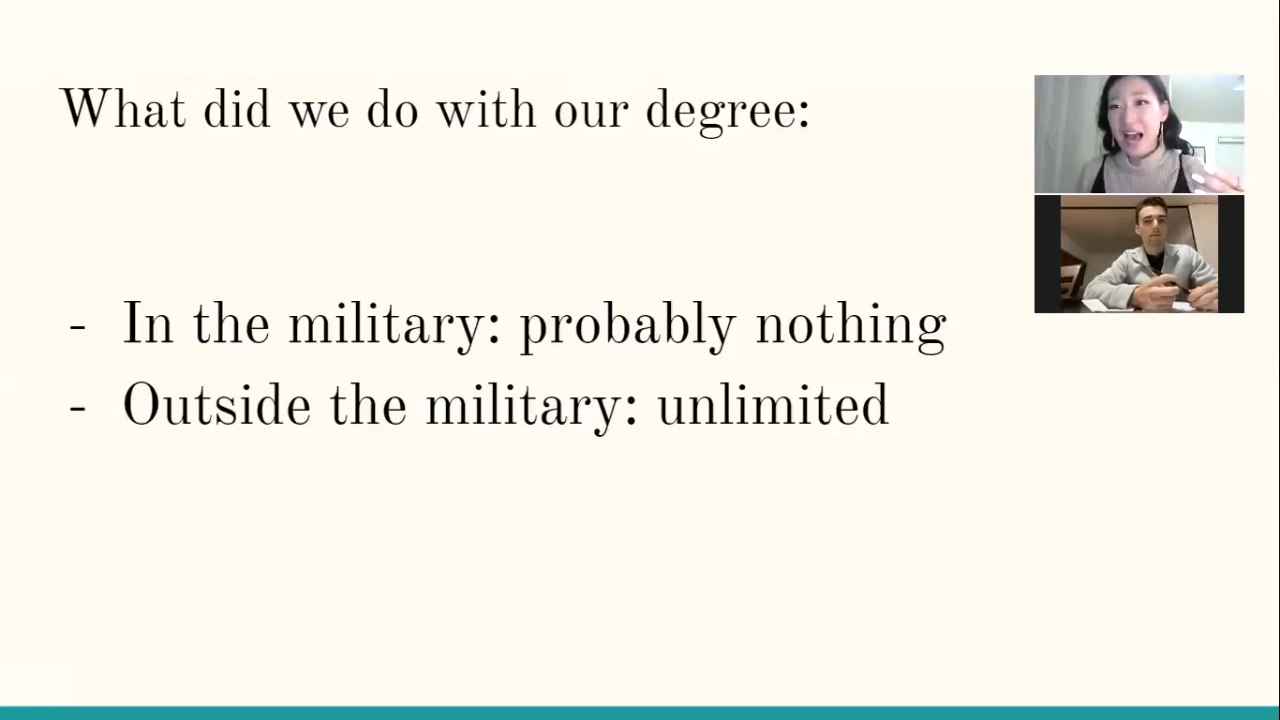 What did we do with our degree:
- In the military: probably nothing
- Outside the military: unlimited